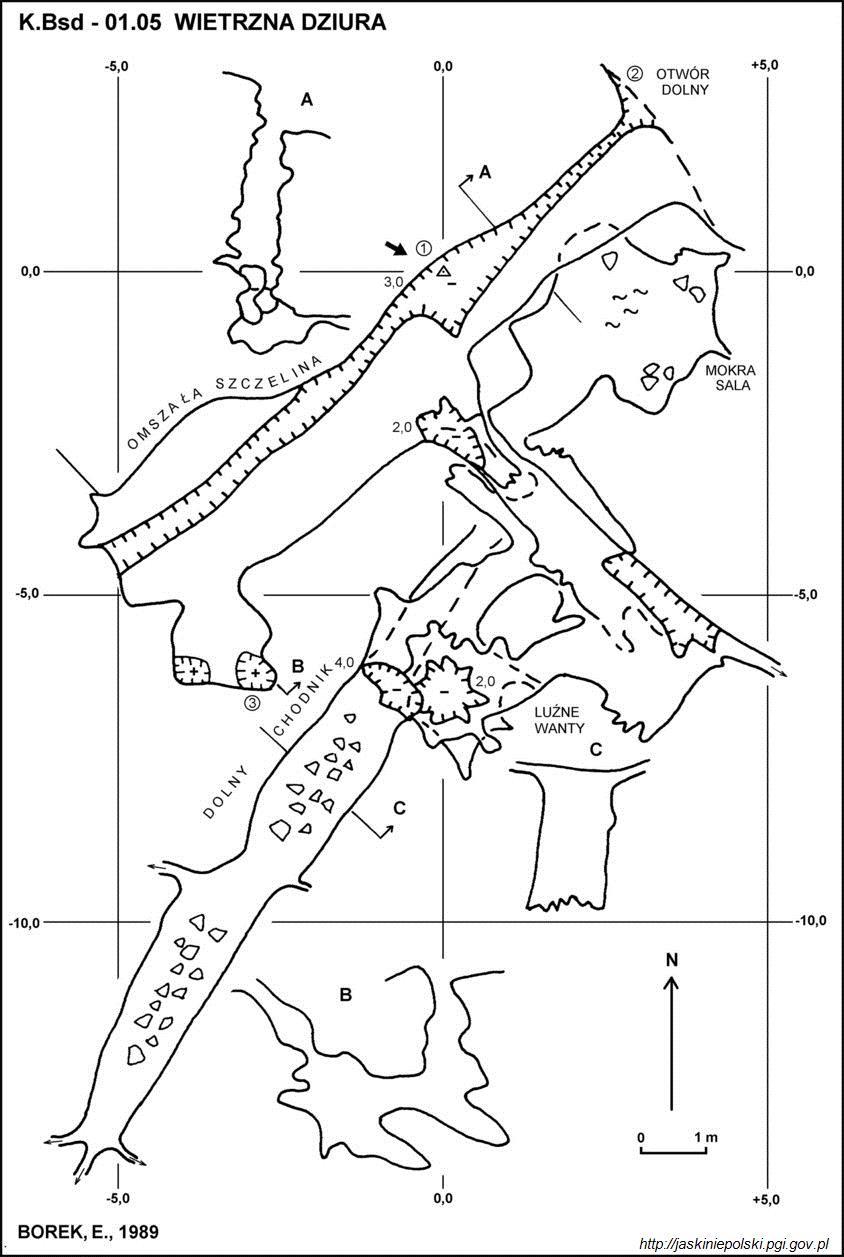 K.Bsd - 01.05 WIETRZNA DZIURA
-5,0
0,0
+5,0
2
OTWÓR
DOLNY
A
A
1
0,0
3,0
0,0
OMSZAŁA SZCZELINA
MOKRA
SALA
2,0
-5,0
-5,0
B
4,0
2,0
3
DOLNY CHODNIK
LUŹNE
WANTY
C
C
-10,0
-10,0
N
B
0 1 m
-5,0
0,0
+5,0
BOREK, E., 1989
http://jaskiniepolski.pgi.gov.pl